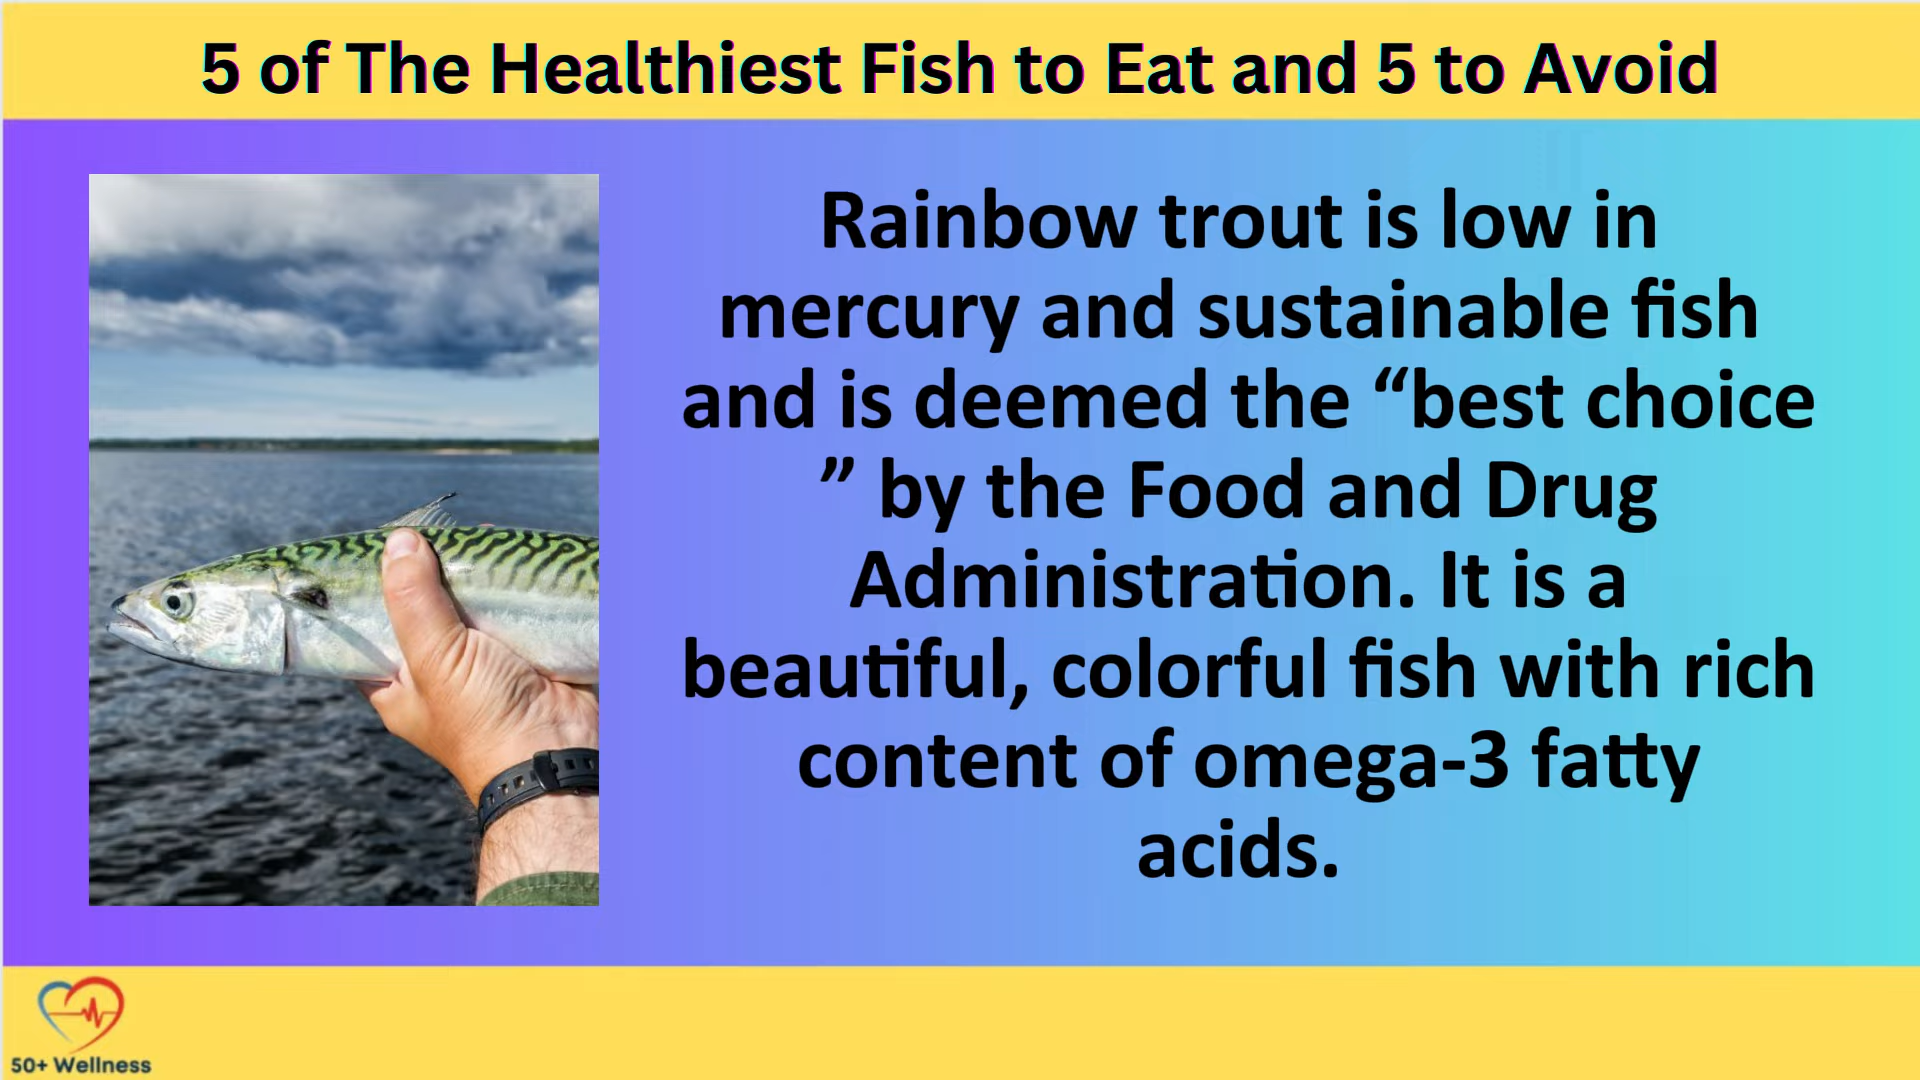 5 of The Healthiest Fish to Eat and 5 to Avoid
Rainbow trout is low in
mercury and sustainable fish
and is deemed the “best choice
” by the Food and Drug
Administration. It is a
beautiful, colorful fish with rich
content of omega-3 fatty
acids.
50+ Wellness